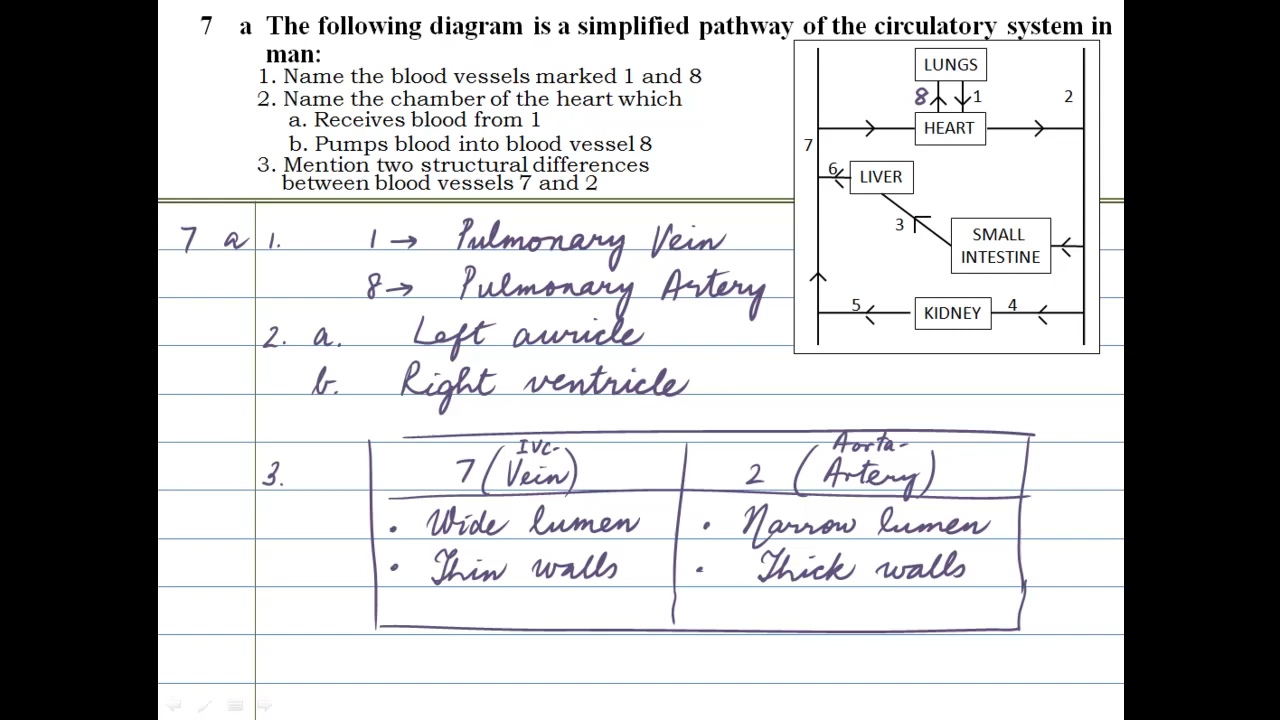 7 a The following diagram is a simplified pathway of the circulatory system in
man:
1. Name the blood vessels marked 1 and 8
2. Name the chamber of the heart which
a. Receives blood from 1
b. Pumps blood into blood vessel 8
3. Mention two structural differences
between blood vessels 7 and 2
LUNGS
8 1 2
HEART
7
6 LIVER
3
SMALL
INTESTINE
5 KIDNEY 4
7 a 1. 1 → Pulmonary Vein
8 → Pulmonary Artery
2. a. Left auricle
b. Right ventricle
3.
IVC- Aorta-
7 (Vein) 2 (Artery)
• Wide lumen • Narrow lumen
• Thin walls • Thick walls